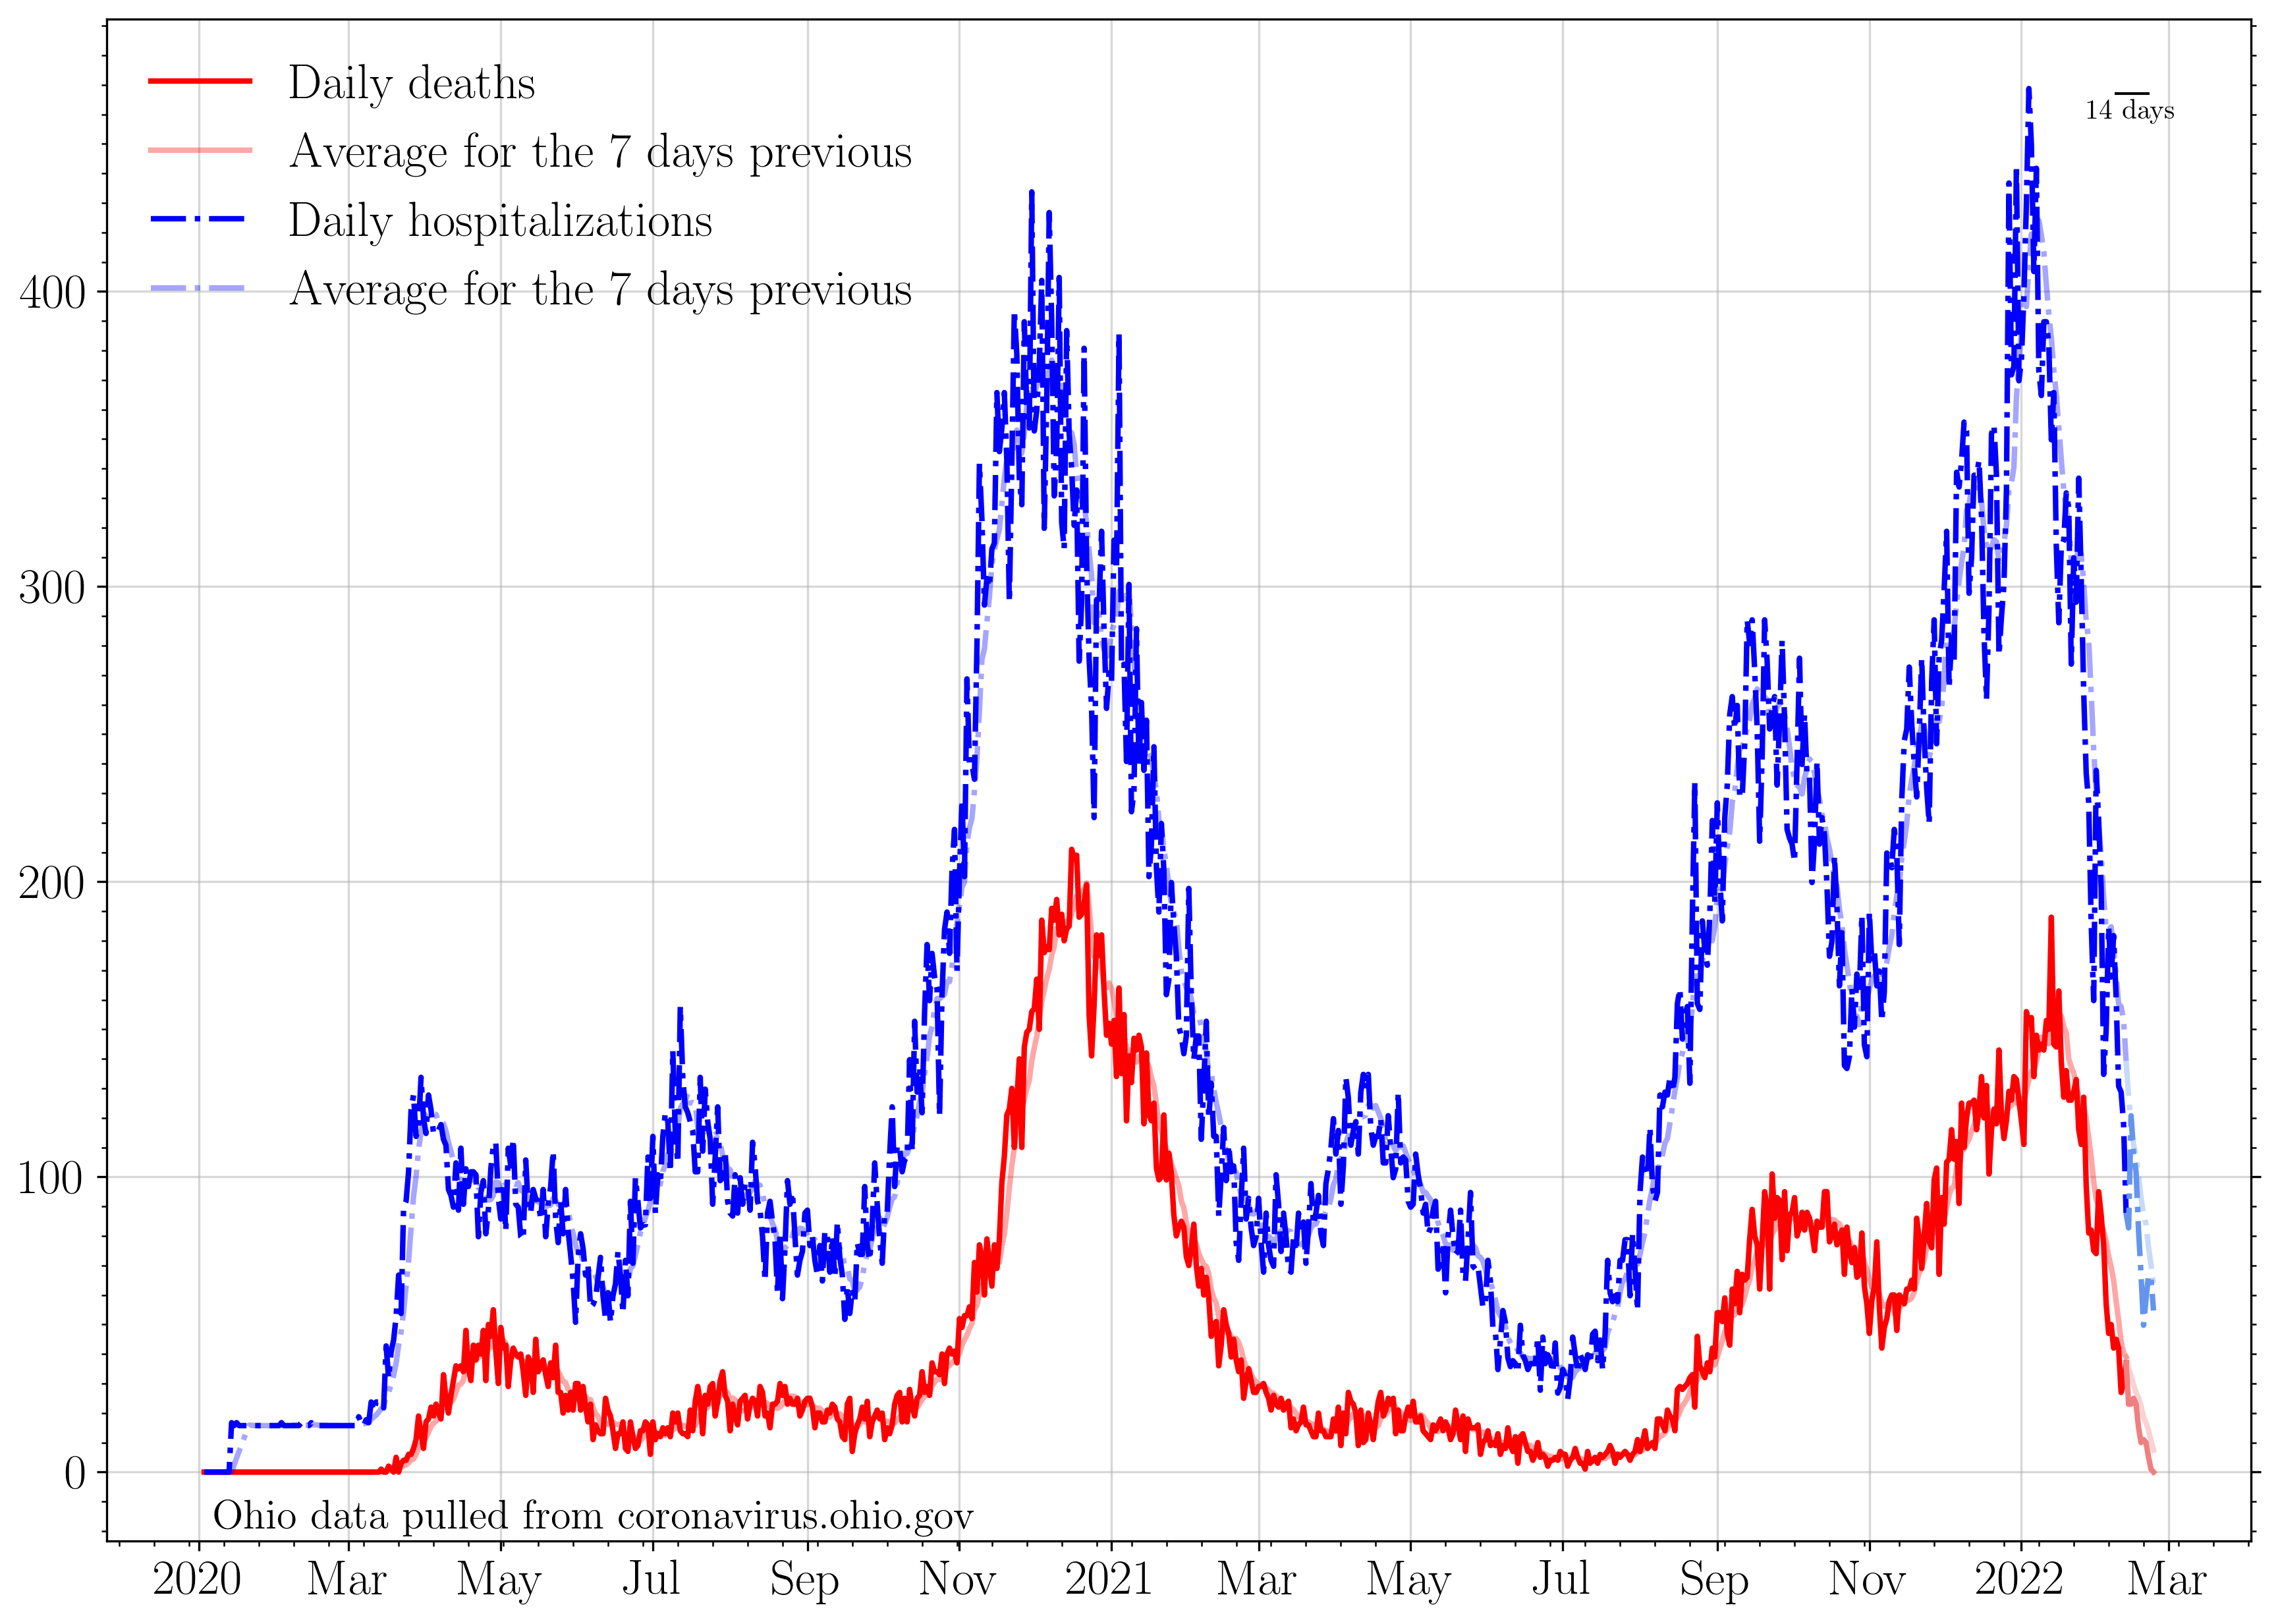 Daily deaths
Average for the 7 days previous
Daily hospitalizations
Average for the 7 days previous
14 days
400
300
200
100
0
Ohio data pulled from coronavirus.ohio.gov
2020 Mar May Jul Sep Nov 2021 Mar May Jul Sep Nov 2022 Mar